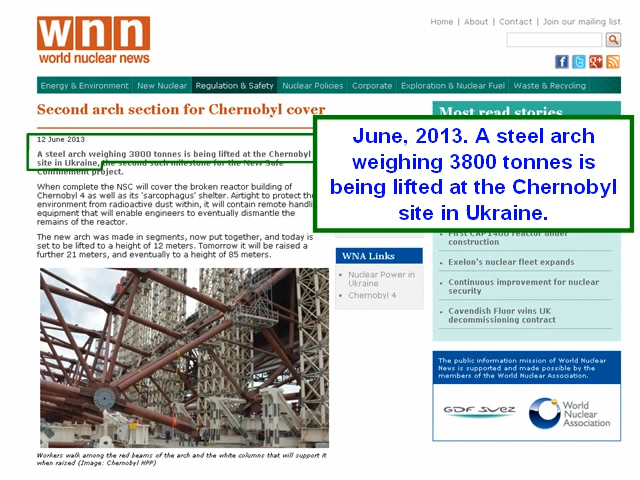 wnn
world nuclear news
Home | About | Contact | Join our mailing list
Energy & Environment New Nuclear Regulation & Safety Nuclear Policies Corporate Exploration & Nuclear Fuel Waste & Recycling
Second arch section for Chernobyl cover
12 June 2013
A steel arch weighing 3800 tonnes is being lifted at the Chernobyl
site in Ukraine, the second such milestone for the New Safe
Confinement project.
When complete the NSC will cover the broken reactor building of
Chernobyl 4 as well as its 'sarcophagus' shelter. Airtight to protect the
environment from radioactive dust within, it will contain remote handling
equipment that will enable engineers to eventually dismantle the
remains of the reactor.
The new arch was made in segments, now put together, and today is
set to be lifted to a height of 12 meters. Tomorrow it will be raised a
further 21 meters, and eventually to a height of 85 meters.
Workers walk among the red beams of the arch and the white columns that will support it
when raised (Image: Chernobyl NPP)
June, 2013. A steel arch
weighing 3800 tonnes is
being lifted at the Chernobyl
site in Ukraine.
WNA Links
Nuclear Power in
Ukraine
Chernobyl 4
Most read stories
First CAP1400 reactor under
construction
Exelon's nuclear fleet expands
Continuous improvement for nuclear
security
Cavendish Fluor wins UK
decommissioning contract
The public information mission of World Nuclear
News is supported and made possible by the
members of the World Nuclear Association.
GDF SUEZ
World
Nuclear
Association